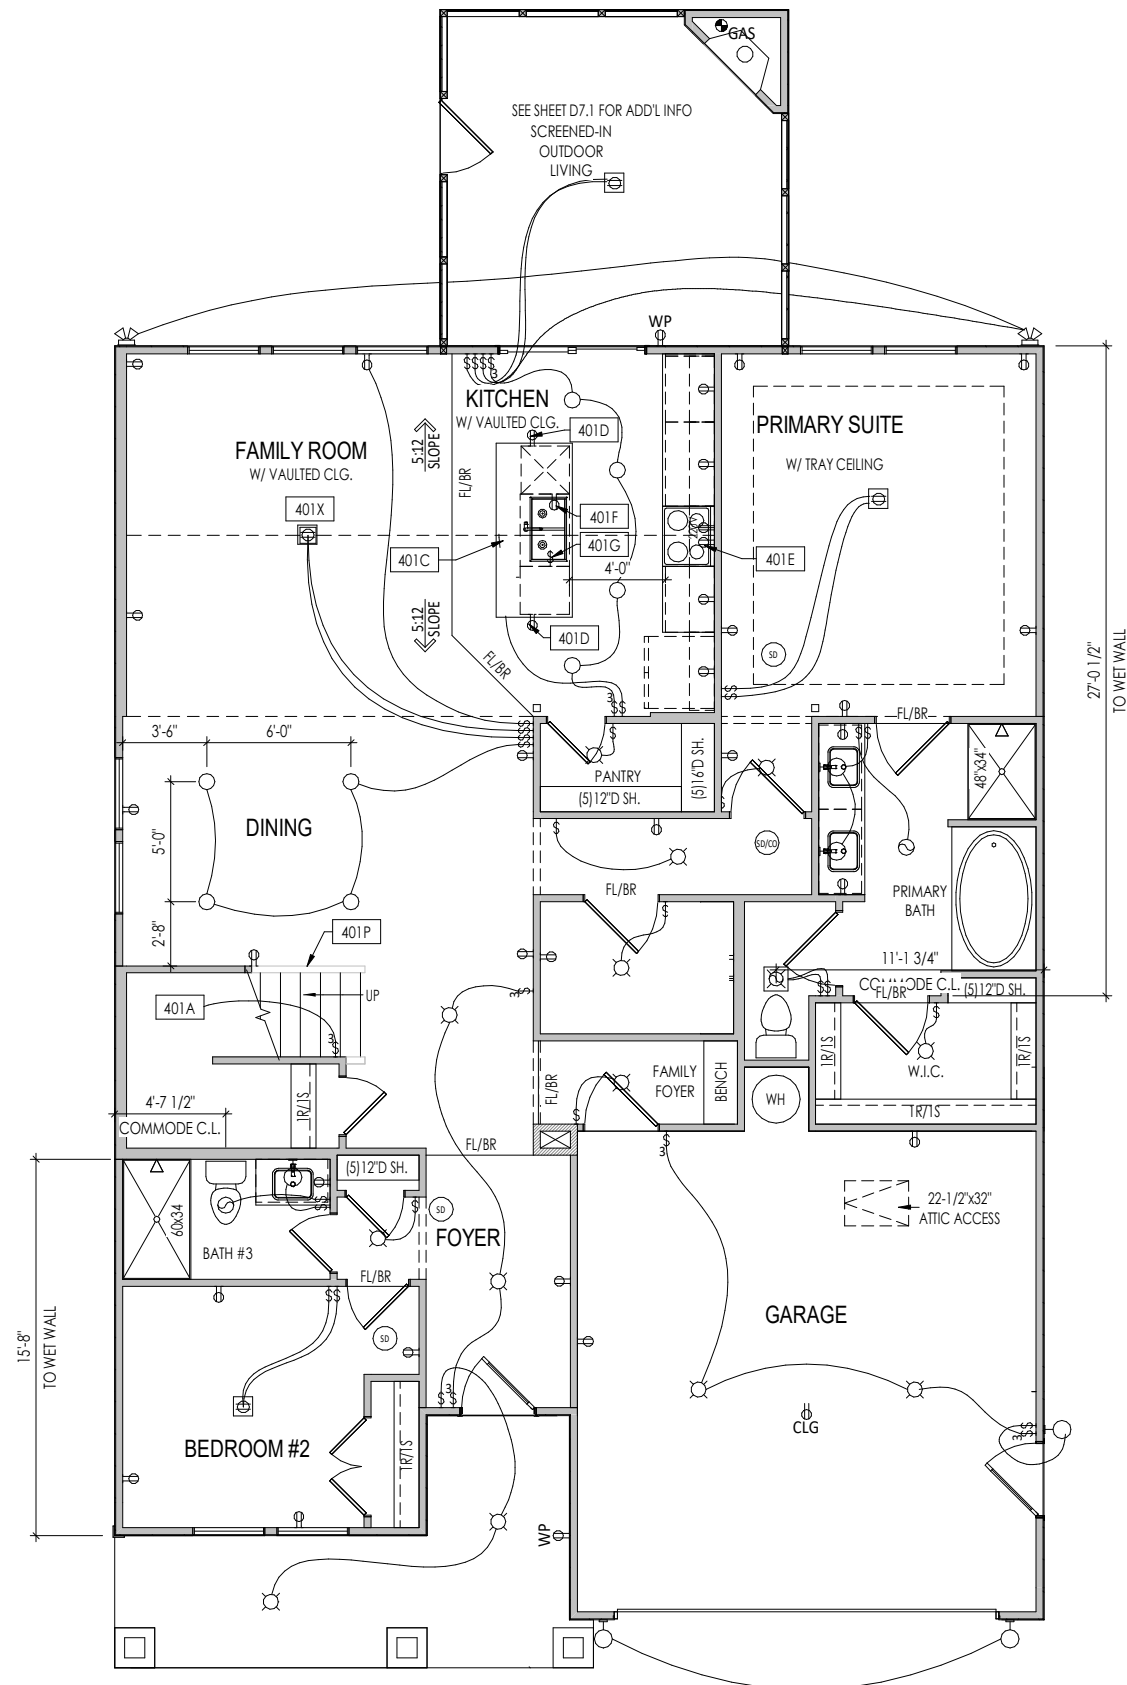 GAS
SEE SHEET D7.1 FOR ADD'L INFO
SCREENED-IN
OUTDOOR
LIVING
WP
KITCHEN
W/ VAULTED CLG.
401D
5:12
SLOPE
FL/BR
FAMILY ROOM
W/ VAULTED CLG.
401X
PRIMARY SUITE
W/ TRAY CEILING
401F
401G
401C
401E
220V
4'-0"
401D
5:12
SLOPE
FL/BR
SD
27'-0 1/2"
TO WET WALL
FL/BR
3'-6"
6'-0"
PANTRY
(5)12"D SH.
(5)16"D SH.
48"x34"
DINING
5'-0"
2'-8"
SD/CO
FL/BR
PRIMARY
BATH
401P
11'-1 3/4"
COMMODE C.L.
FL/BR
(5)12"D SH.
UP
401A
1R/1S
1R/1S
W.I.C.
1R/1S
FAMILY
FOYER
BENCH
WH
FL/BR
4'-7 1/2"
COMMODE C.L.
1R/1S
FL/BR
(5)12"D SH.
60x34
BATH #3
SD
FOYER
22-1/2"x32"
ATTIC ACCESS
FL/BR
SD
GARAGE
15'-8"
TO WET WALL
CLG
BEDROOM #2
1R/1S
WP